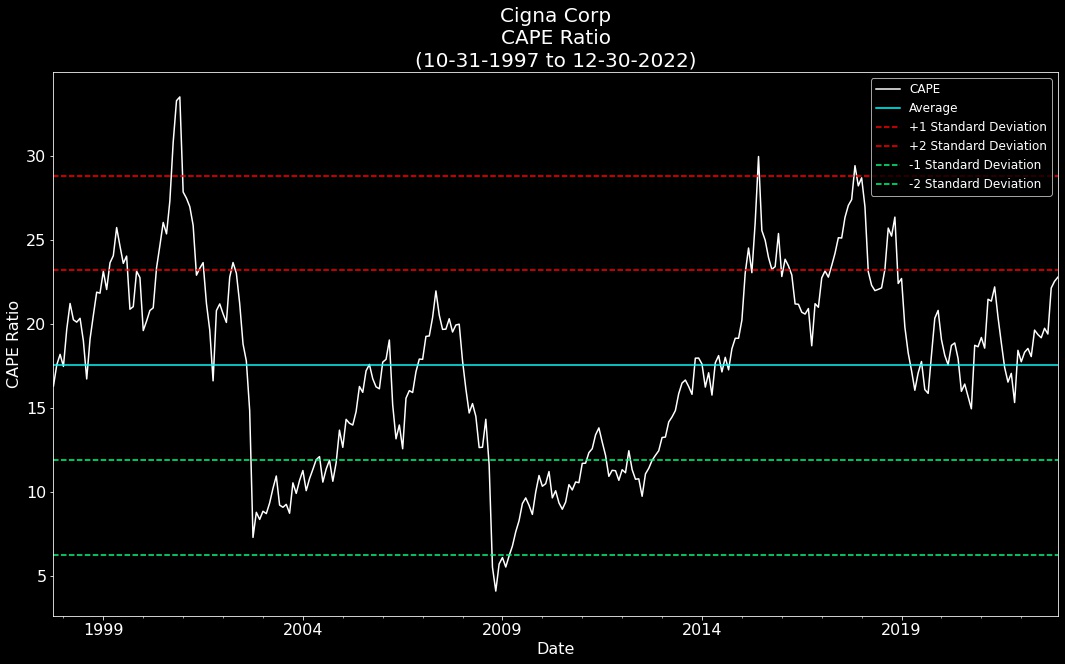 Cigna Corp
CAPE Ratio
(10-31-1997 to 12-30-2022)
CAPE
Average
+1 Standard Deviation
+2 Standard Deviation
-1 Standard Deviation
-2 Standard Deviation
30
25
20
15
10
5
CAPE Ratio
1999
2004
2009
2014
2019
Date